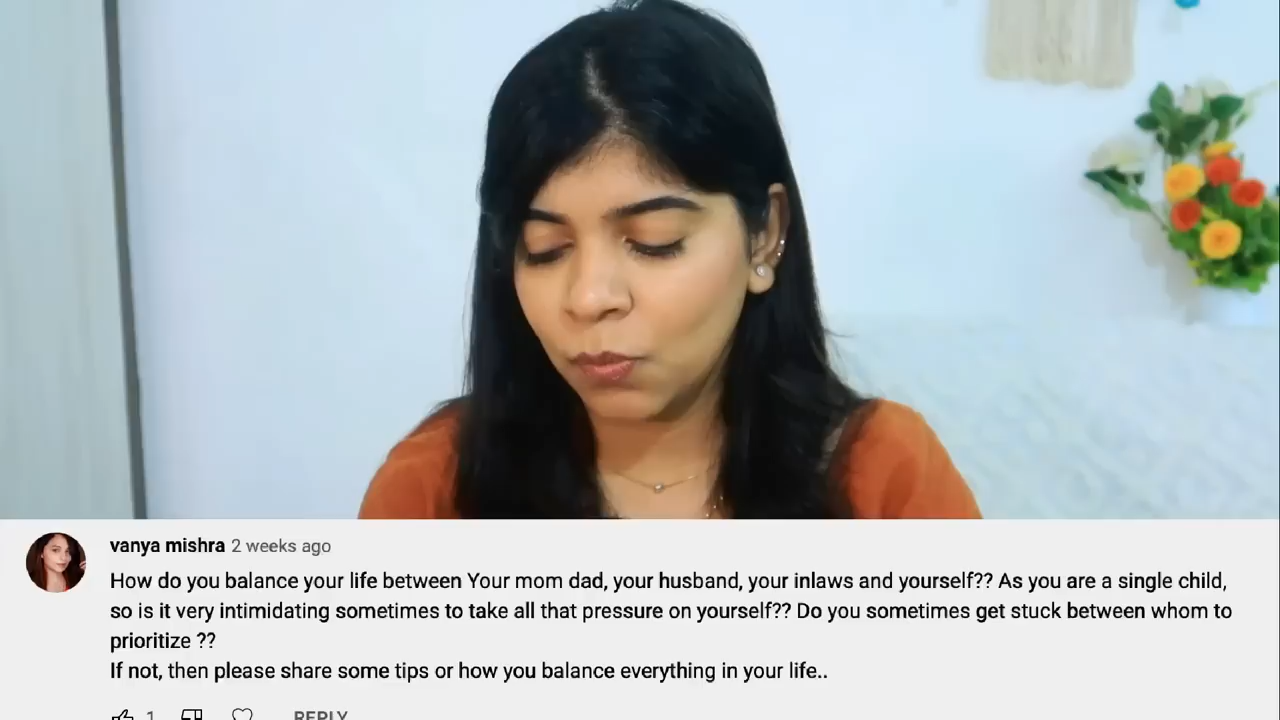 vanya mishra 2 weeks ago
How do you balance your life between Your mom dad, your husband, your inlaws and yourself?? As you are a single child,
so is it very intimidating sometimes to take all that pressure on yourself?? Do you sometimes get stuck between whom to
prioritize ??
If not, then please share some tips or how you balance everything in your life..
1 REPLY